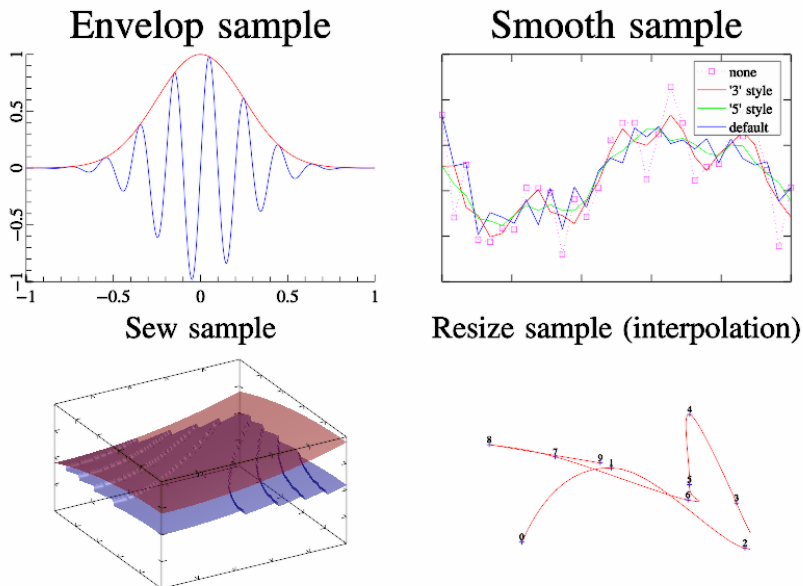 Envelop sample
1
0.5
0
−0.5
−1
−1
−0.5
0
0.5
1
Smooth sample
none
'3' style
'5' style
default
Sew sample
Resize sample (interpolation)
4
8
7
9
1
5
6
3
0
2